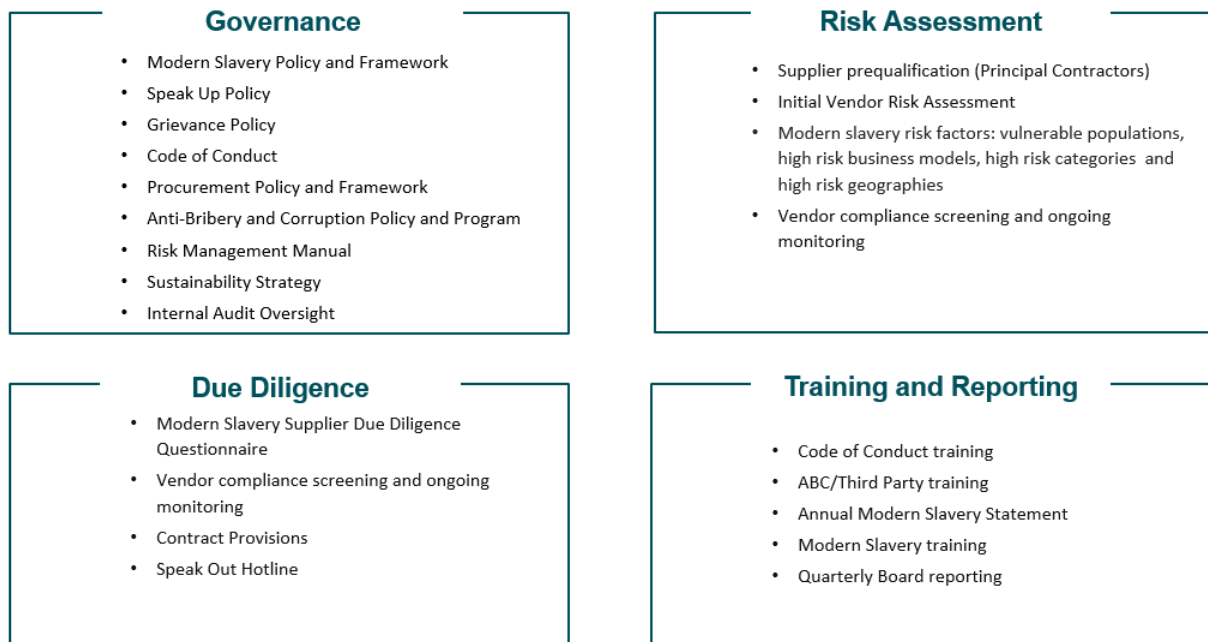 Governance
• Modern Slavery Policy and Framework
• Speak Up Policy
• Grievance Policy
• Code of Conduct
• Procurement Policy and Framework
• Anti-Bribery and Corruption Policy and Program
• Risk Management Manual
• Sustainability Strategy
• Internal Audit Oversight
Risk Assessment
• Supplier prequalification (Principal Contractors)
• Initial Vendor Risk Assessment
• Modern slavery risk factors: vulnerable populations,
high risk business models, high risk categories and
high risk geographies
• Vendor compliance screening and ongoing
monitoring
Due Diligence
• Modern Slavery Supplier Due Diligence
Questionnaire
• Vendor compliance screening and ongoing
monitoring
• Contract Provisions
• Speak Out Hotline
Training and Reporting
• Code of Conduct training
• ABC/Third Party training
• Annual Modern Slavery Statement
• Modern Slavery training
• Quarterly Board reporting